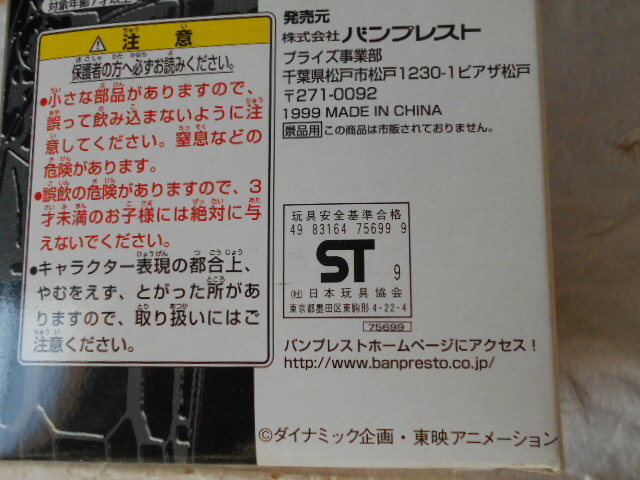 対象年齢7才以上
⚠注意
保護者の方へ必ずお読みください。
●小さな部品がありますので、
誤って飲み込まないように注
意してください。窒息などの
危険があります。
●誤飲の危険がありますので、3
才未満のお子様には絶対に与
えないでください。
●キャラクター表現の都合上、
やむをえず、とがった所があ
りますので、取り扱いにはご
注意ください。
発売元
株式会社 バンプレスト
プライズ事業部
千葉県松戸市松戸1230-1ピアザ松戸
〒271-0092
1999 MADE IN CHINA
景品用 この商品は市販されておりません。
玩具安全基準合格
49 83164 75699 9
ST 9
(社) 日本玩具協会
東京都墨田区東駒形 4-22-4
75699
バンプレストホームページにアクセス!
http://www.banpresto.co.jp/
©ダイナミック企画・東映アニメーション